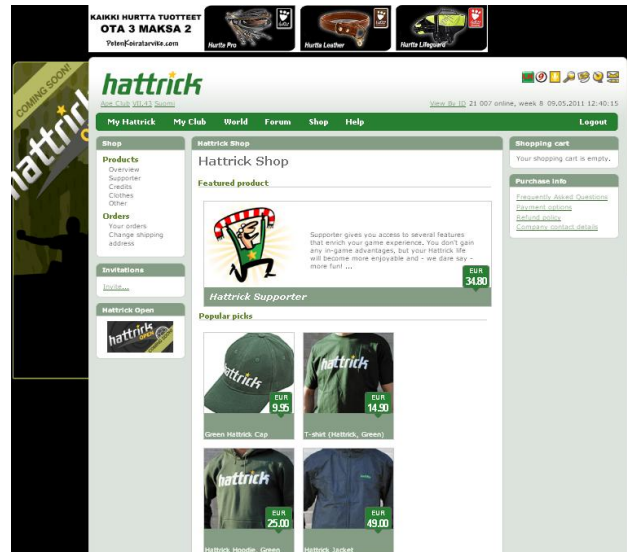 KAIKKI HURTTA TUOTTEET
OTA 3 MAKSA 2
PetenKoiratarvike.com
Hurtta Pro
Hurtta Leather
Hurtta Lifeguard
COMING SOON!
hattrick
hattrick
Ape Club VII.43 Suomi
View By ID 21 007 online, week 8 09.05.2011 12:40:15
My Hattrick My Club World Forum Shop Help Logout
Shop
Products
Overview
Supporter
Credits
Clothes
Other
Orders
Your orders
Change shipping
address
Invitations
Invite...
Hattrick Open
hattrick
OPEN
Hattrick Shop
Hattrick Shop
Featured product
Supporter gives you access to several features
that enrich your game experience. You don't gain
any in-game advantages, but your Hattrick life
will become more enjoyable and - we dare say -
more fun! ...
EUR
34.80
Hattrick Supporter
Popular picks
hattrick
EUR
9.95
Green Hattrick Cap
hattrick
EUR
14.90
T-shirt (Hattrick, Green)
hattrick
EUR
25.00
Hattrick Hoodie, Green
EUR
49.00
Hattrick Jacket
Shopping cart
Your shopping cart is empty.
Purchase info
Frequently Asked Questions
Payment options
Refund policy
Company contact details